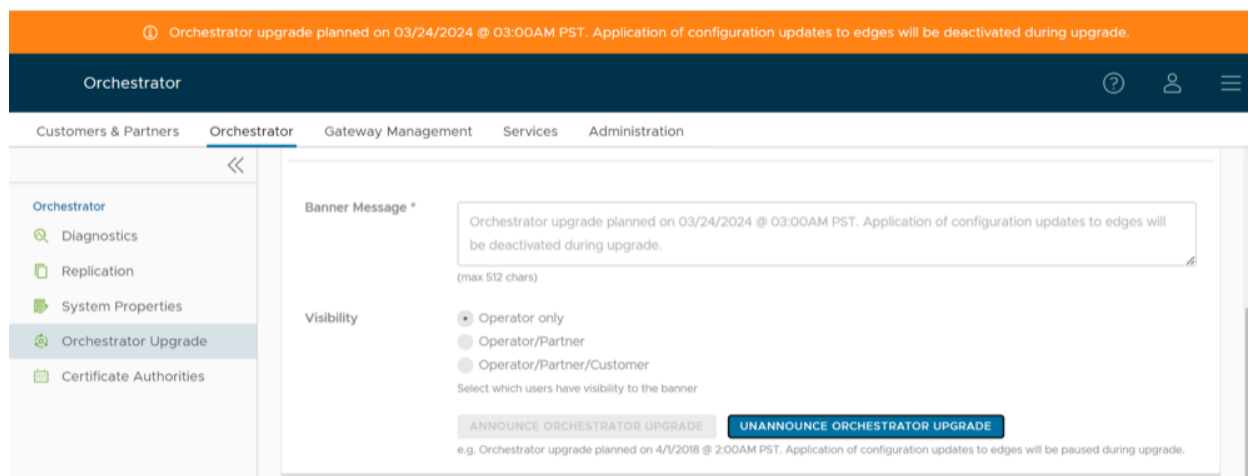 Orchestrator upgrade planned on 03/24/2024 @ 03:00AM PST. Application of configuration updates to edges will be deactivated during upgrade.
Orchestrator
Customers & Partners Orchestrator Gateway Management Services Administration
Orchestrator
Diagnostics
Replication
System Properties
Orchestrator Upgrade
Certificate Authorities
Banner Message *
Orchestrator upgrade planned on 03/24/2024 @ 03:00AM PST. Application of configuration updates to edges will
be deactivated during upgrade.
(max 512 chars)
Visibility
Operator only
Operator/Partner
Operator/Partner/Customer
Select which users have visibility to the banner
ANNOUNCE ORCHESTRATOR UPGRADE UNANNOUNCE ORCHESTRATOR UPGRADE
e.g. Orchestrator upgrade planned on 4/1/2018 @ 2:00AM PST. Application of configuration updates to edges will be paused during upgrade.